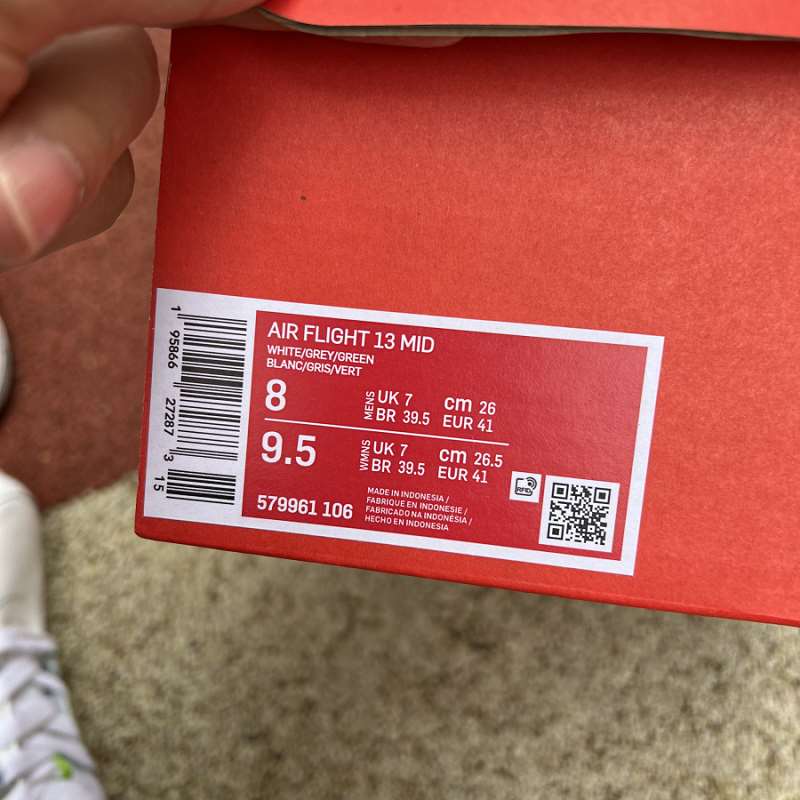 AIR FLIGHT 13 MID
WHITE/GREY/GREEN
BLANC/GRIS/VERT
8 MENS UK 7 cm 26
BR 39.5 EUR 41
9.5 WMNS UK 7 cm 26.5
BR 39.5 EUR 41
579961 106
MADE IN INDONESIA /
FABRIQUE EN INDONESIE /
FABRICADO NA INDONÉSIA /
HECHO EN INDONESIA
RFID
1 95866 27287 3 15